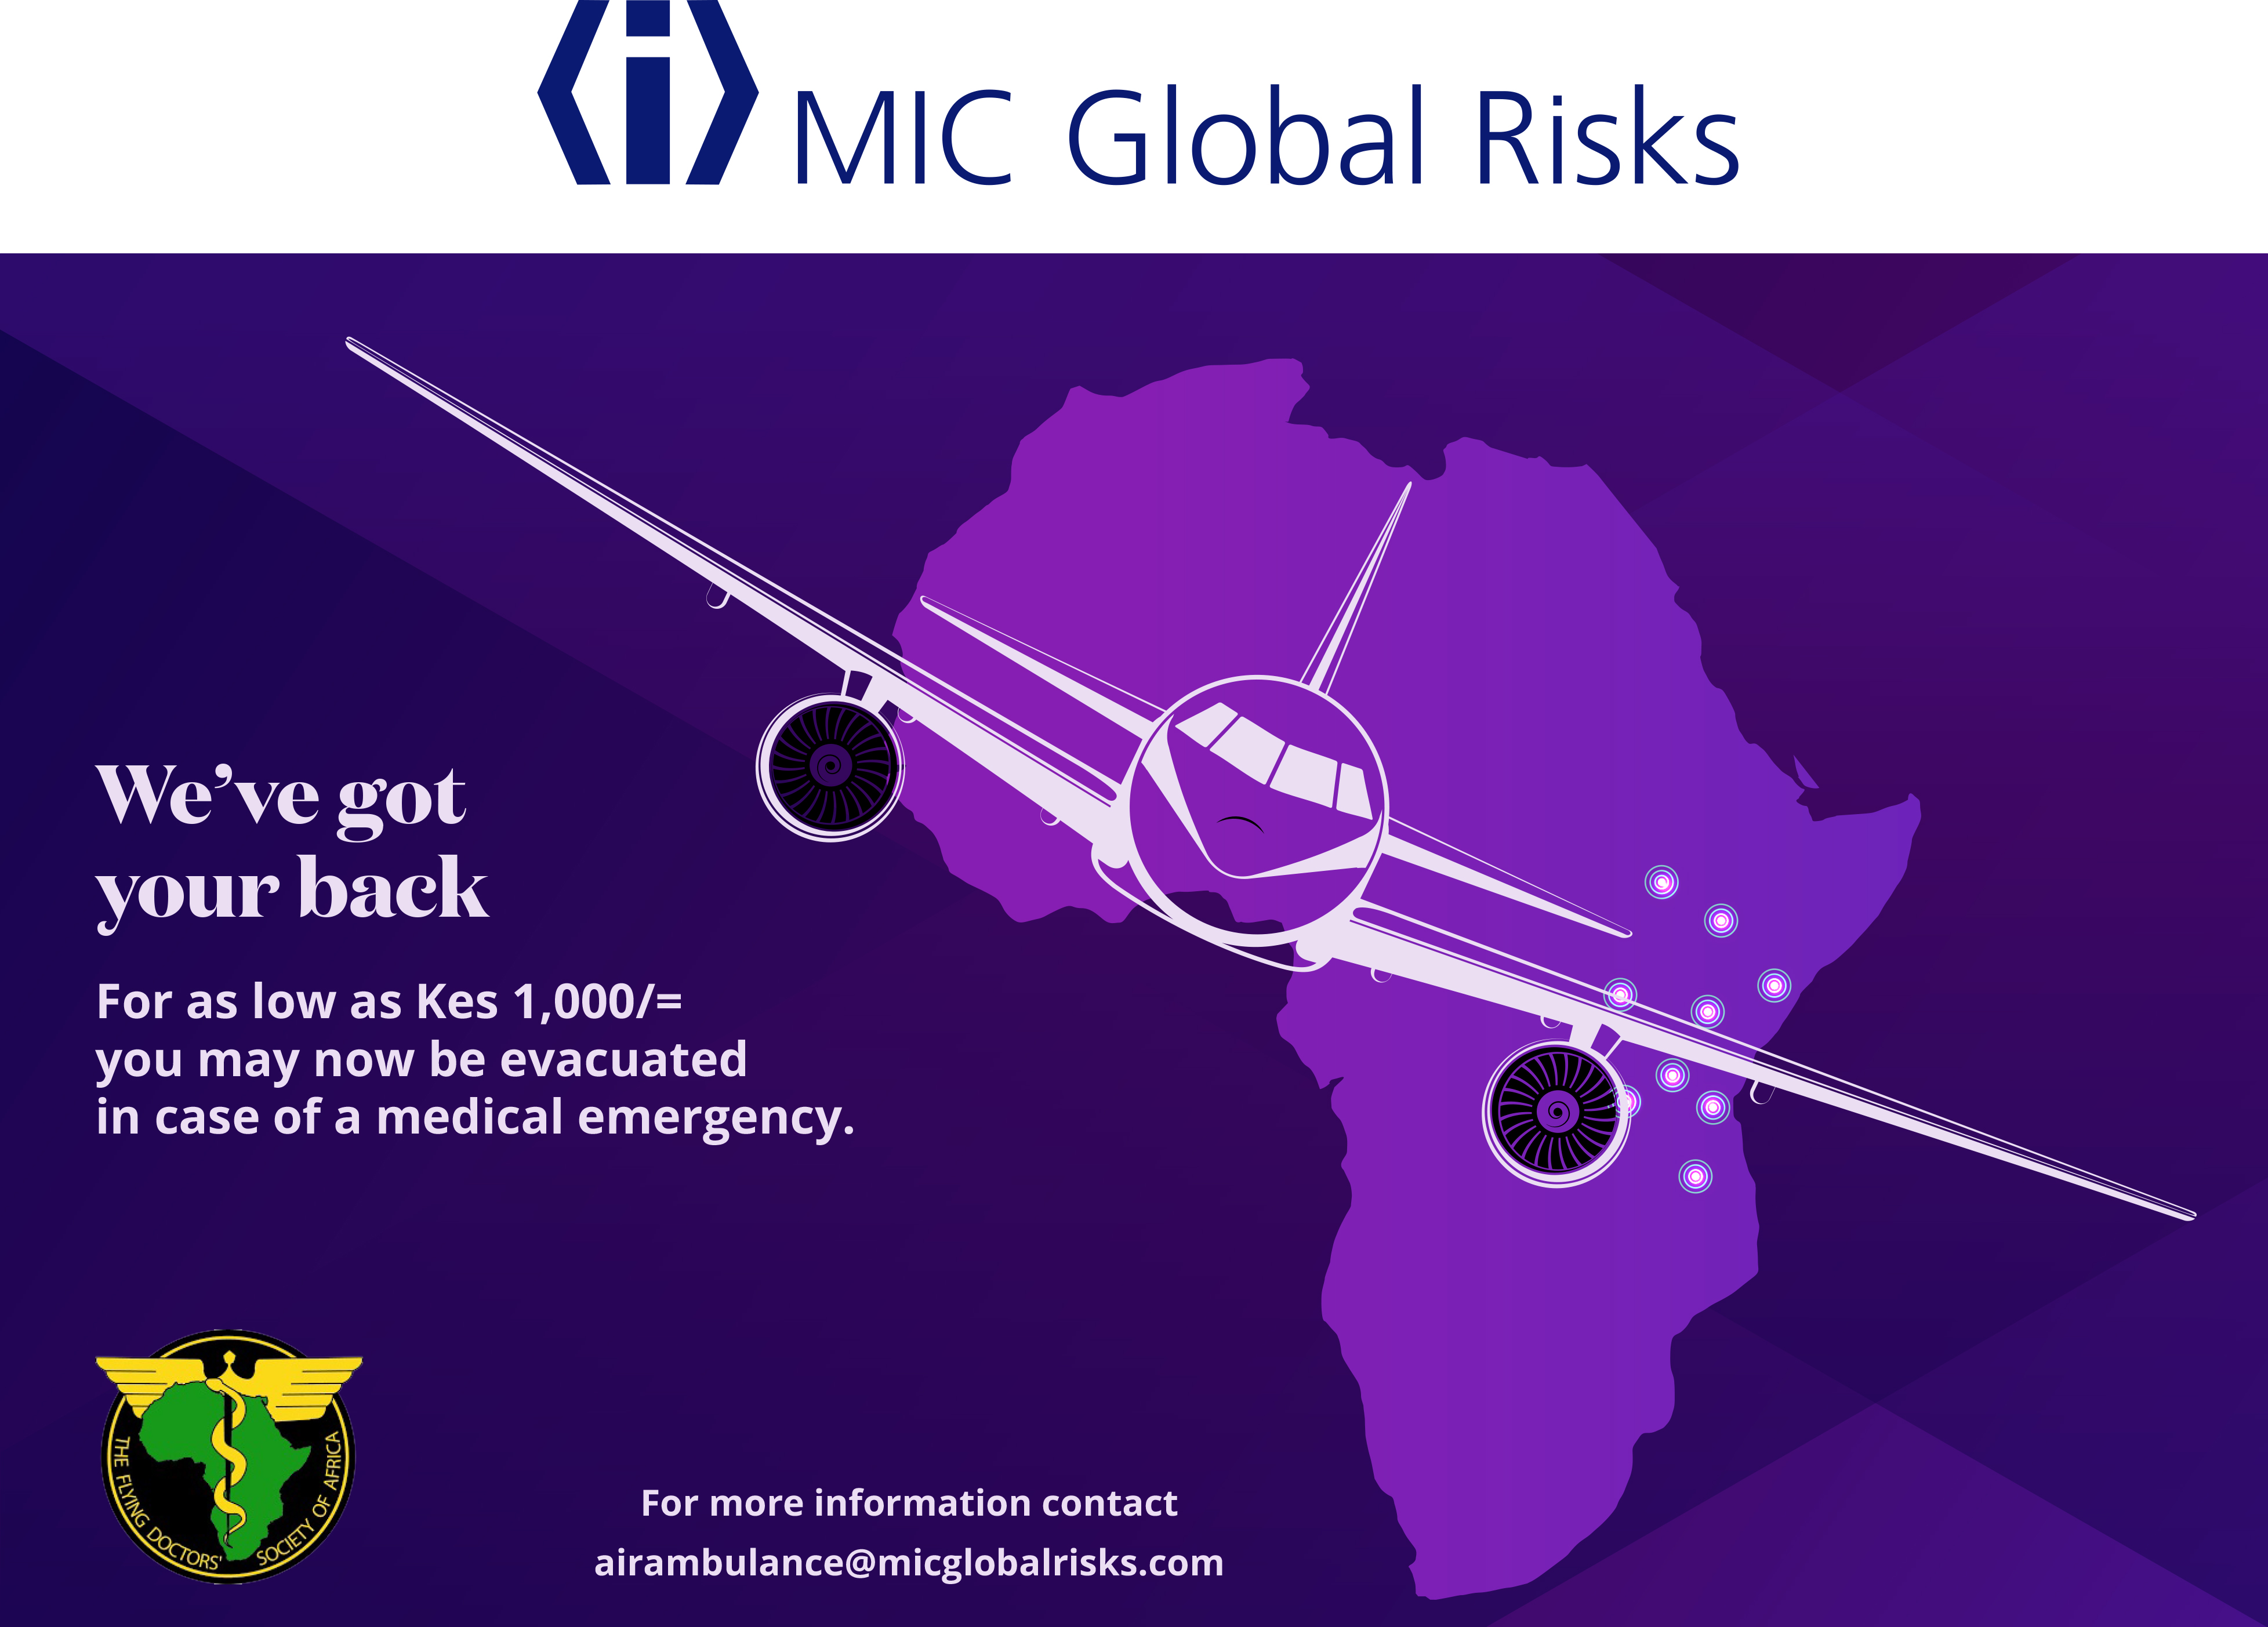 MIC Global Risks
We’ve got
your back
For as low as Kes 1,000/=
you may now be evacuated
in case of a medical emergency.
THE FLYING DOCTORS' SOCIETY OF AFRICA
For more information contact
airambulance@micglobalrisks.com